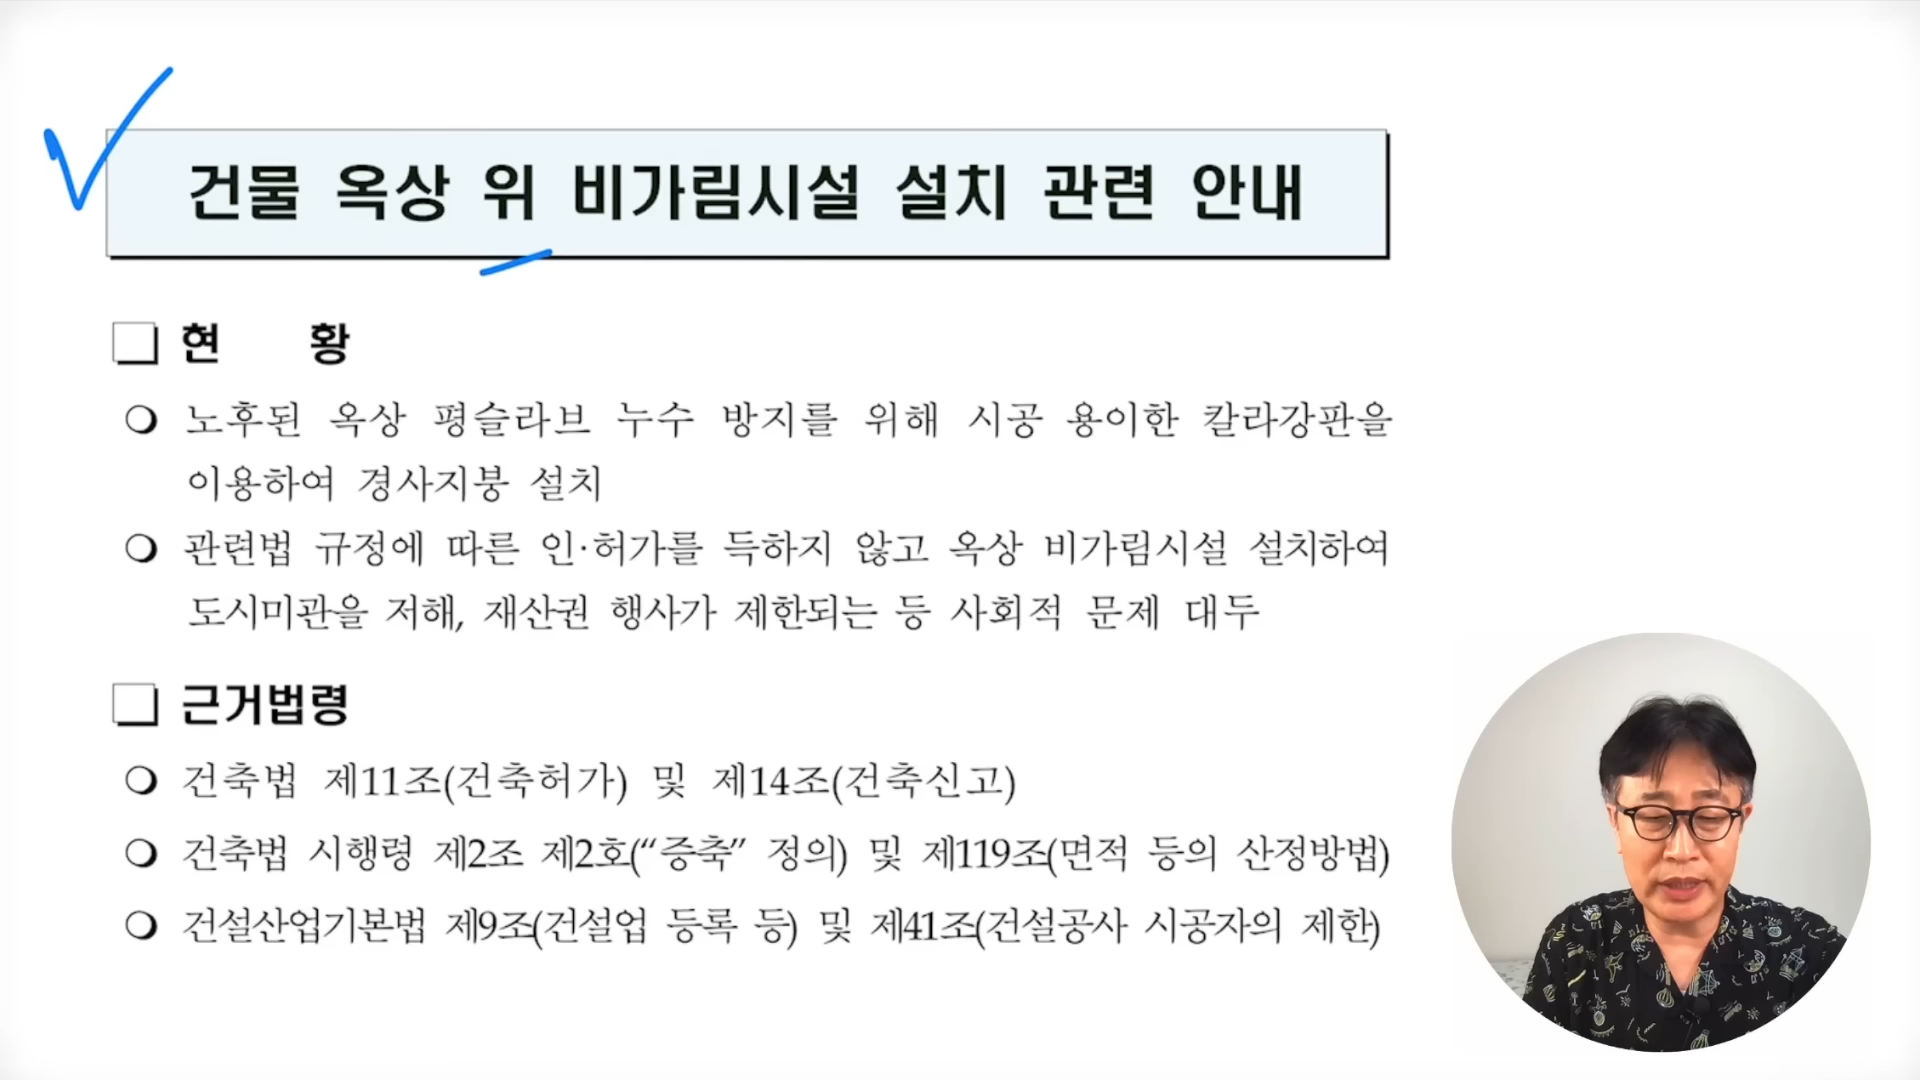 건물 옥상 위 비가림시설 설치 관련 안내
□ 현 황
○ 노후된 옥상 평슬라브 누수 방지를 위해 시공 용이한 칼라강판을
이용하여 경사지붕 설치
○ 관련법 규정에 따른 인·허가를 득하지 않고 옥상 비가림시설 설치하여
도시미관을 저해, 재산권 행사가 제한되는 등 사회적 문제 대두
□ 근거법령
○ 건축법 제11조(건축허가) 및 제14조(건축신고)
○ 건축법 시행령 제2조 제2호(“증축” 정의) 및 제119조(면적 등의 산정방법)
○ 건설산업기본법 제9조(건설업 등록 등) 및 제41조(건설공사 시공자의 제한)